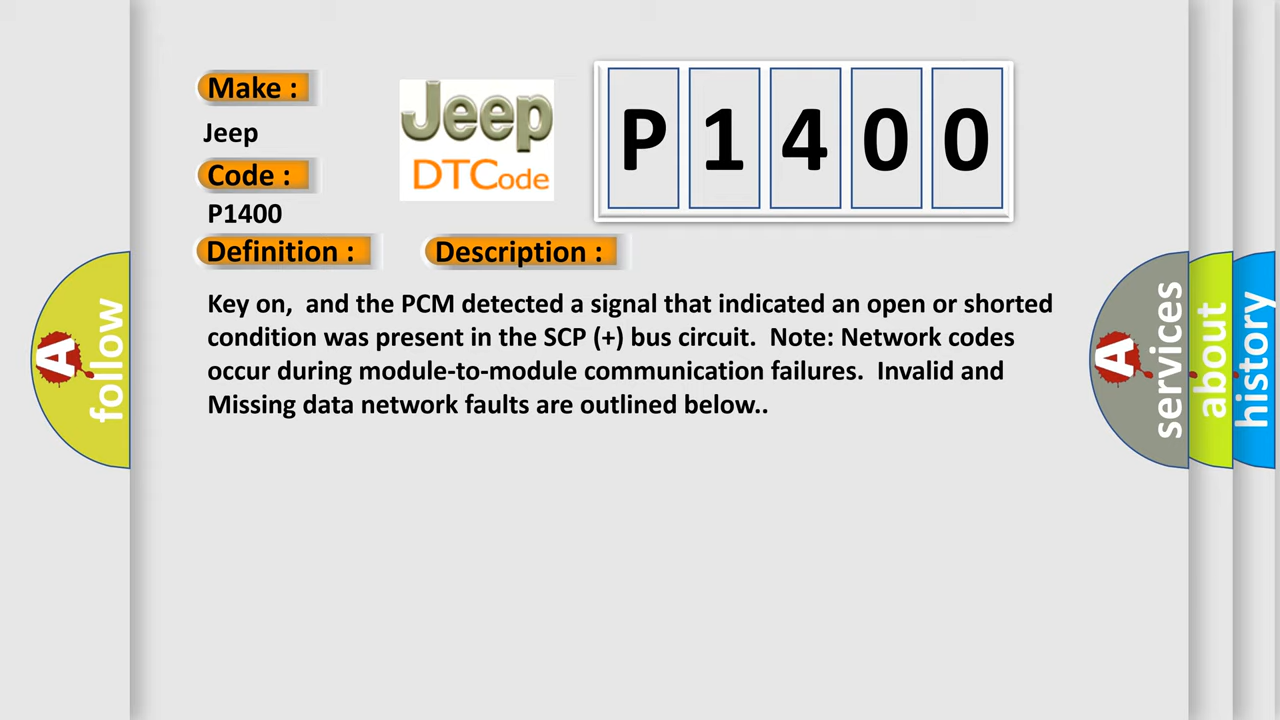 Make :
Jeep
Code :
P1400
Jeep
DTCode
P 1 4 0 0
Definition :
Description :
Key on,  and the PCM detected a signal that indicated an open or shorted
condition was present in the SCP (+) bus circuit.  Note: Network codes
occur during module-to-module communication failures.  Invalid and
Missing data network faults are outlined below..
A
follow
A
services
about
history